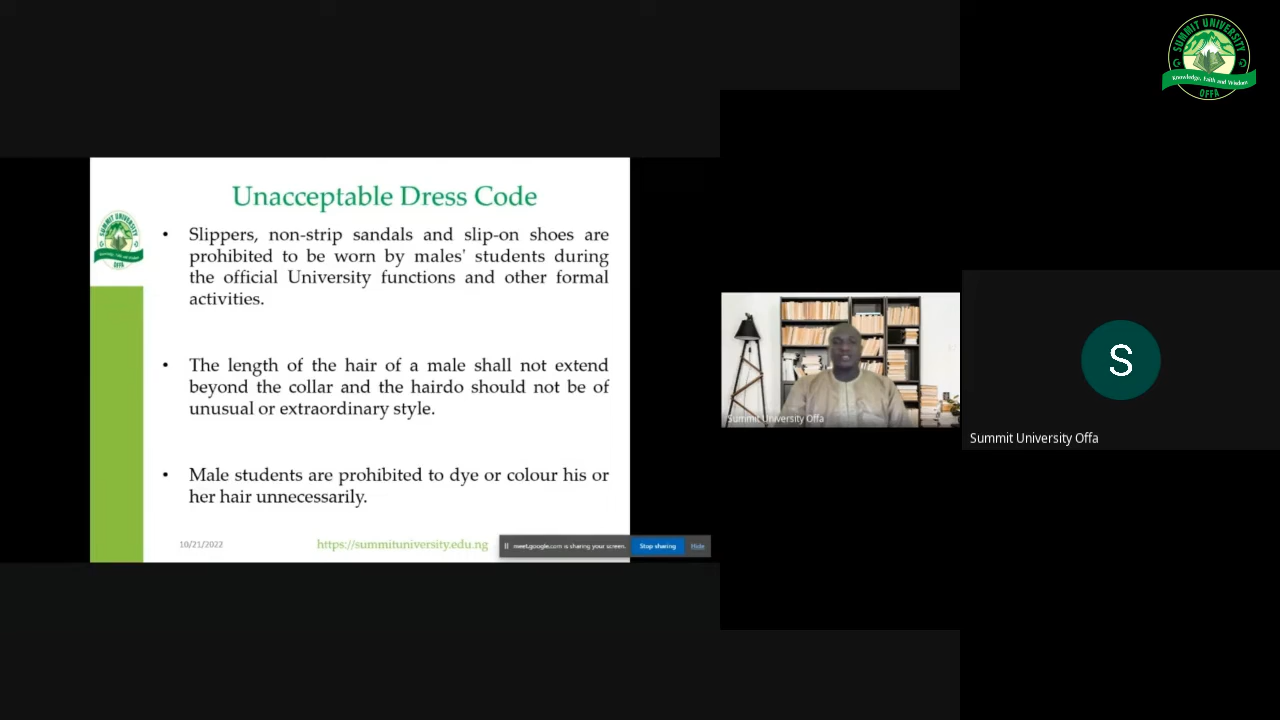 SUMMIT UNIVERSITY
Knowledge, Faith and Wisdom
OFFA
Unacceptable Dress Code
SUMMIT UNIVERSITY
OFFA
• Slippers, non-strip sandals and slip-on shoes are
prohibited to be worn by males' students during
the official University functions and other formal
activities.
• The length of the hair of a male shall not extend
beyond the collar and the hairdo should not be of
unusual or extraordinary style.
• Male students are prohibited to dye or colour his or
her hair unnecessarily.
10/21/2022
https://summituniversity.edu.ng
meet.google.com is sharing your screen.
Stop sharing
Hide
Summit University Offa
S
Summit University Offa